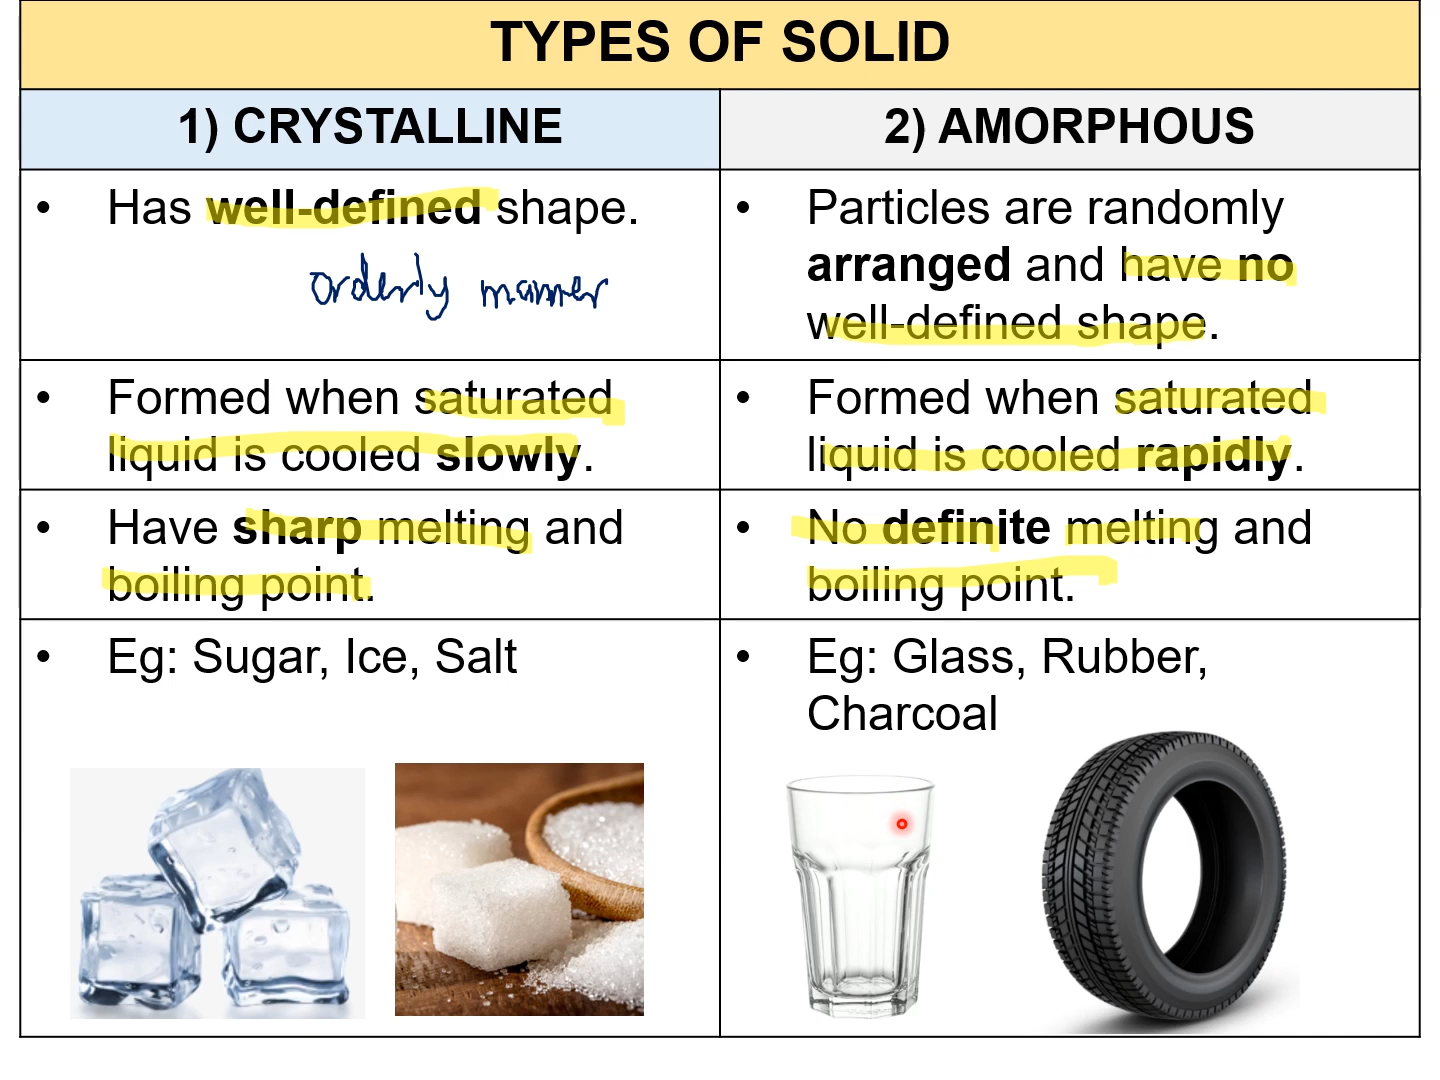 TYPES OF SOLID
1) CRYSTALLINE
2) AMORPHOUS
• Has well-defined shape.
orderly manner
• Particles are randomly
arranged and have no
well-defined shape.
• Formed when saturated
liquid is cooled slowly.
• Formed when saturated
liquid is cooled rapidly.
• Have sharp melting and
boiling point.
• No definite melting and
boiling point.
• Eg: Sugar, Ice, Salt
• Eg: Glass, Rubber,
Charcoal